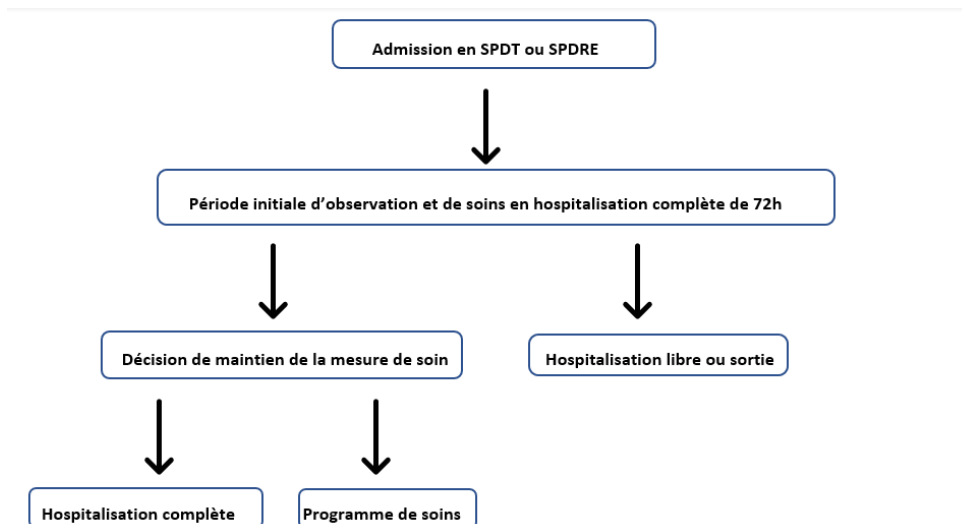 Admission en SPDT ou SPDRE
Période initiale d’observation et de soins en hospitalisation complète de 72h
Décision de maintien de la mesure de soin
Hospitalisation libre ou sortie
Hospitalisation complète
Programme de soins